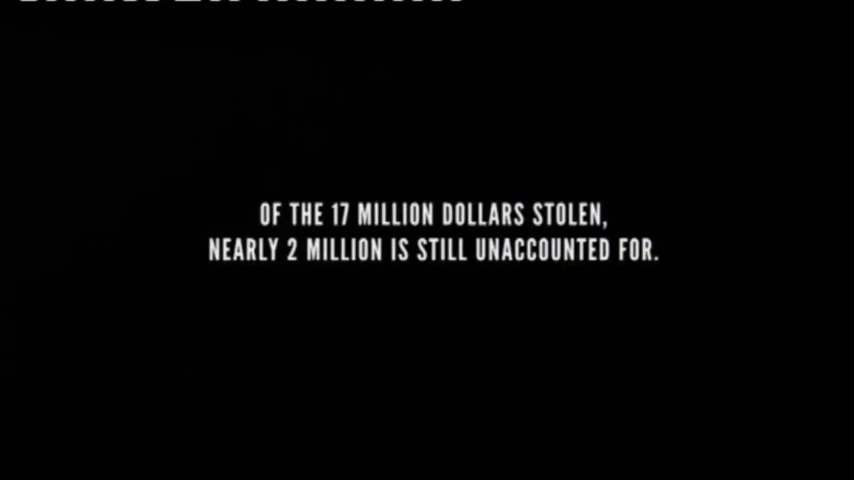 OF THE 17 MILLION DOLLARS STOLEN,
NEARLY 2 MILLION IS STILL UNACCOUNTED FOR.